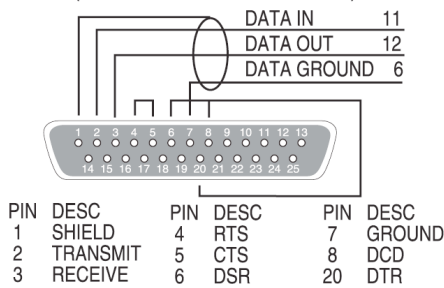 DATA IN 11
DATA OUT 12
DATA GROUND 6
1 2 3 4 5 6 7 8 9 10 11 12 13
14 15 16 17 18 19 20 21 22 23 24 25
PIN DESC PIN DESC PIN DESC
1 SHIELD 4 RTS 7 GROUND
2 TRANSMIT 5 CTS 8 DCD
3 RECEIVE 6 DSR 20 DTR